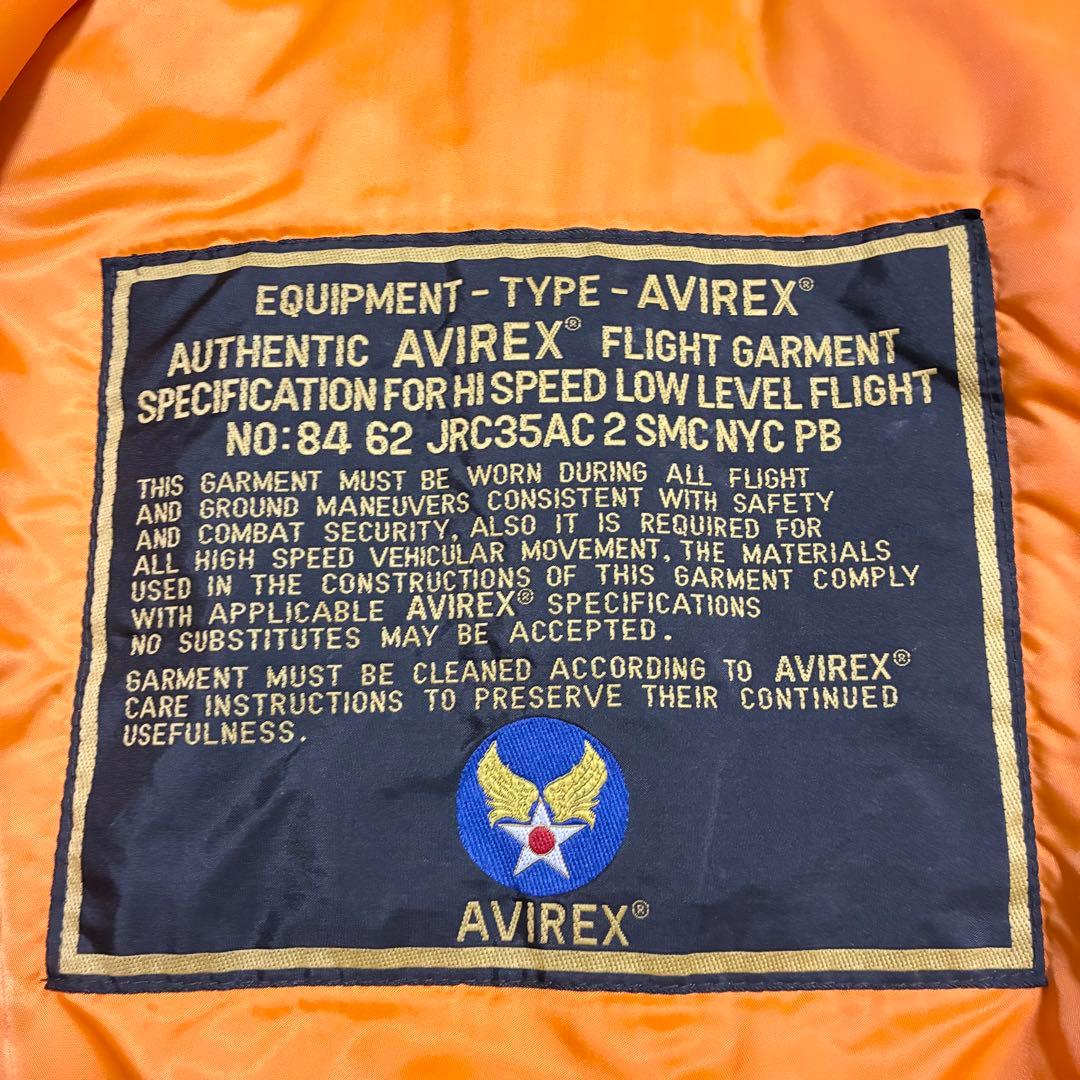 EQUIPMENT - TYPE - AVIREX®
AUTHENTIC AVIREX® FLIGHT GARMENT
SPECIFICATION FOR HI SPEED LOW LEVEL FLIGHT
NO: 84 62 JRC35AC 2 SMC NYC PB
THIS GARMENT MUST BE WORN DURING ALL FLIGHT
AND GROUND MANEUVERS CONSISTENT WITH SAFETY
AND COMBAT SECURITY, ALSO IT IS REQUIRED FOR
ALL HIGH SPEED VEHICULAR MOVEMENT, THE MATERIALS
USED IN THE CONSTRUCTIONS OF THIS GARMENT COMPLY
WITH APPLICABLE AVIREX® SPECIFICATIONS
NO SUBSTITUTES MAY BE ACCEPTED.
GARMENT MUST BE CLEANED ACCORDING TO AVIREX®
CARE INSTRUCTIONS TO PRESERVE THEIR CONTINUED
USEFULNESS.
AVIREX®